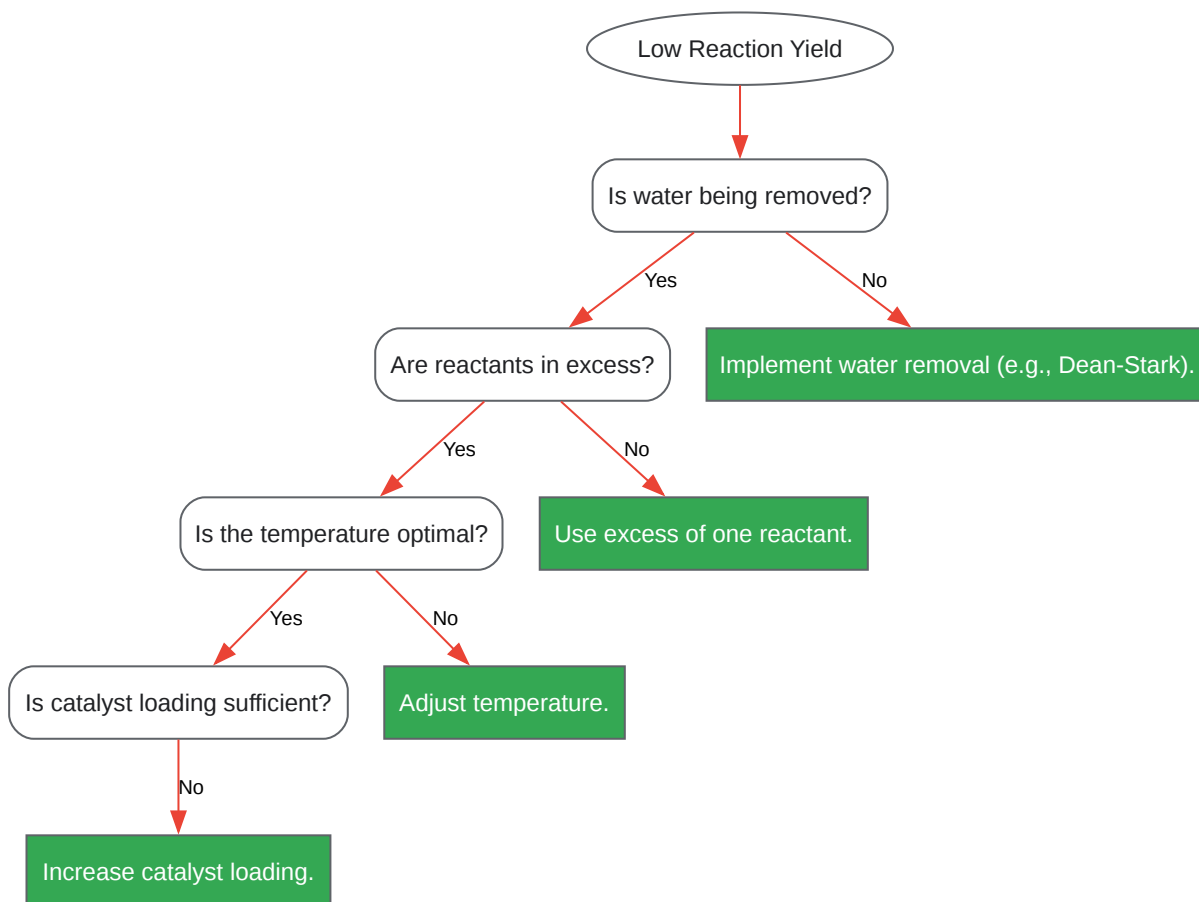 Low Reaction Yield
Is water being removed?
Yes
No
Are reactants in excess?
Implement water removal (e.g., Dean-Stark).
Yes
No
Is the temperature optimal?
Use excess of one reactant.
Yes
No
Is catalyst loading sufficient?
Adjust temperature.
No
Increase catalyst loading.